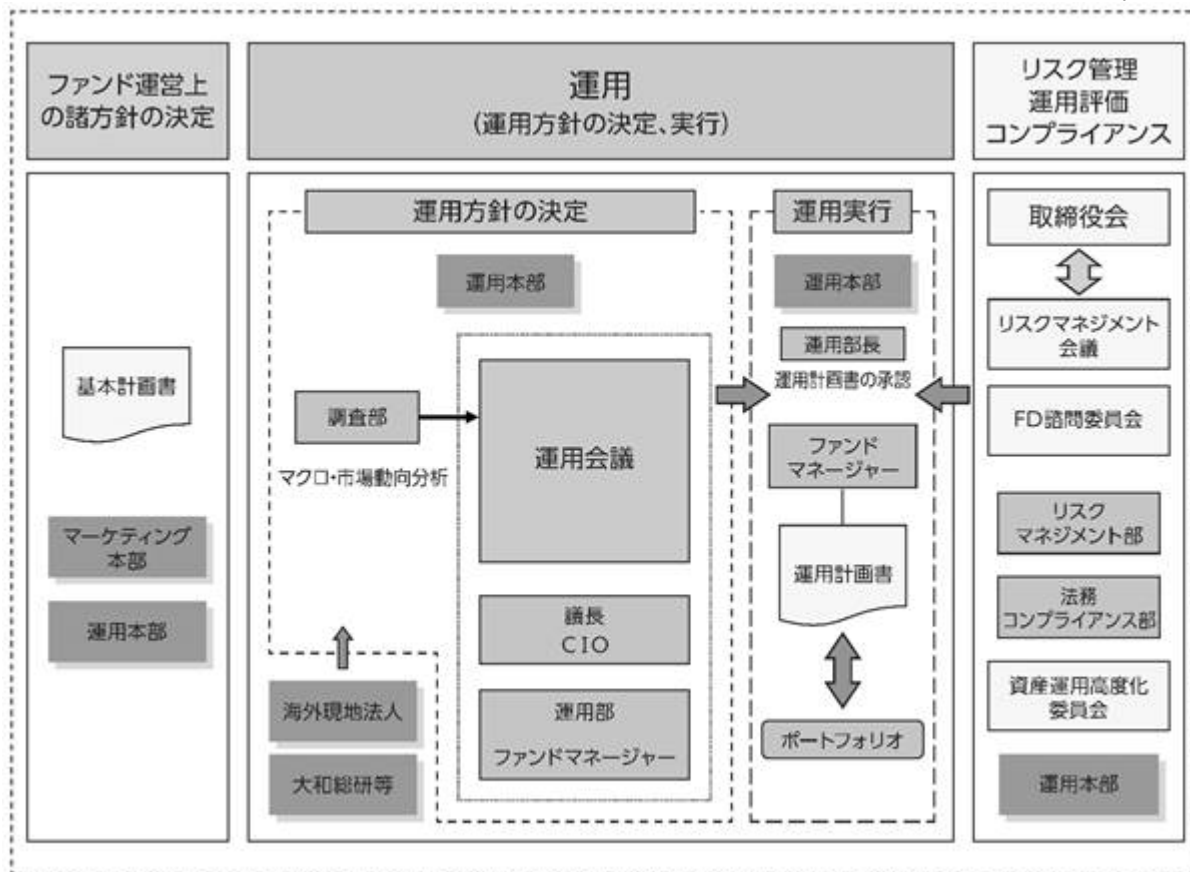 ファンド運営上
の諸方針の決定
運用
(運用方針の決定、実行)
リスク管理
運用評価
コンプライアンス
基本計画書
マーケティング
本部
運用本部
運用方針の決定
運用本部
調査部
マクロ・市場動向分析
運用会議
議長
CIO
運用部
ファンドマネージャー
海外現地法人
大和総研等
運用実行
運用本部
運用部長
運用計画書の承認
ファンド
マネージャー
運用計画書
ポートフォリオ
取締役会
リスクマネジメント
会議
FD諮問委員会
リスク
マネジメント部
法務
コンプライアンス部
資産運用高度化
委員会
運用本部